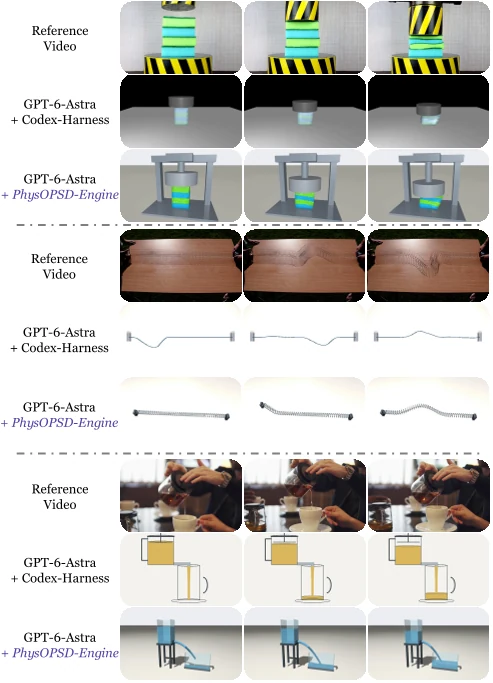 Reference
Video
GPT-6-Astra
+ Codex-Harness
GPT-6-Astra
+ PhysOPSD-Engine
Reference
Video
GPT-6-Astra
+ Codex-Harness
GPT-6-Astra
+ PhysOPSD-Engine
Reference
Video
GPT-6-Astra
+ Codex-Harness
GPT-6-Astra
+ PhysOPSD-Engine